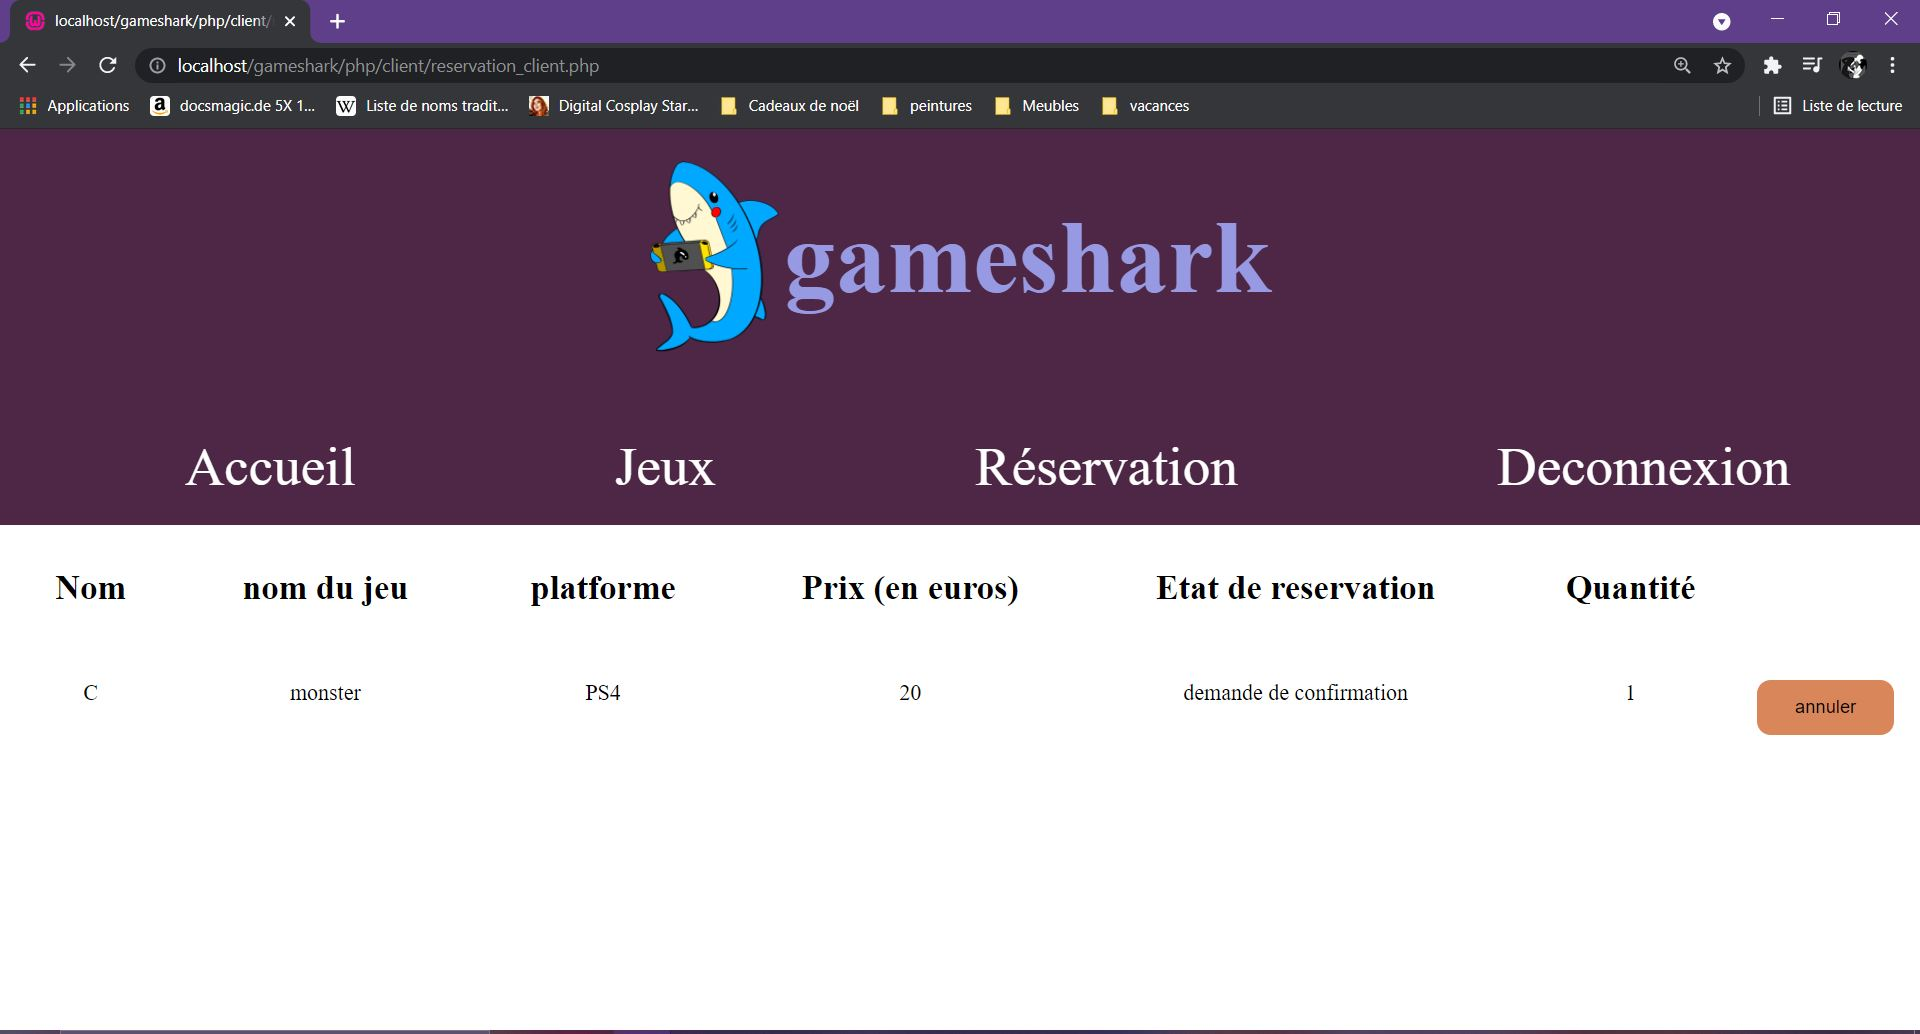 localhost/gameshark/php/client/
localhost/gameshark/php/client/reservation_client.php
Applications
docsmagic.de 5X 1...
Liste de noms tradit...
Digital Cosplay Star...
Cadeaux de noël
peintures
Meubles
vacances
Liste de lecture
gameshark
Accueil Jeux Réservation Deconnexion
Nom nom du jeu platforme Prix (en euros) Etat de reservation Quantité
C monster PS4 20 demande de confirmation 1 annuler